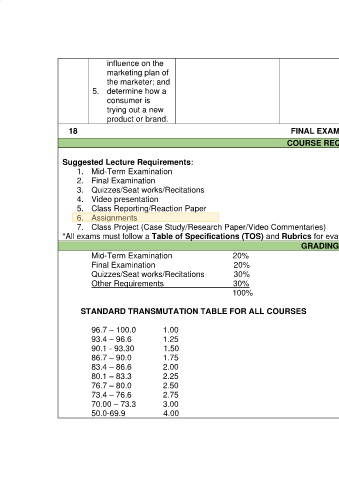 influence on the
marketing plan of
the marketer; and
5. determine how a
consumer is
trying out a new
product or brand.
18 FINAL EXAM
COURSE REQ
Suggested Lecture Requirements:
1. Mid-Term Examination
2. Final Examination
3. Quizzes/Seat works/Recitations
4. Video presentation
5. Class Reporting/Reaction Paper
6. Assignments
7. Class Project (Case Study/Research Paper/Video Commentaries)
*All exams must follow a Table of Specifications (TOS) and Rubrics for eva
GRADING
Mid-Term Examination 20%
Final Examination 20%
Quizzes/Seat works/Recitations 30%
Other Requirements 30%
100%
STANDARD TRANSMUTATION TABLE FOR ALL COURSES
96.7 – 100.0 1.00
93.4 – 96.6 1.25
90.1 - 93.30 1.50
86.7 – 90.0 1.75
83.4 – 86.6 2.00
80.1 – 83.3 2.25
76.7 – 80.0 2.50
73.4 – 76.6 2.75
70.00 – 73.3 3.00
50.0-69.9 4.00